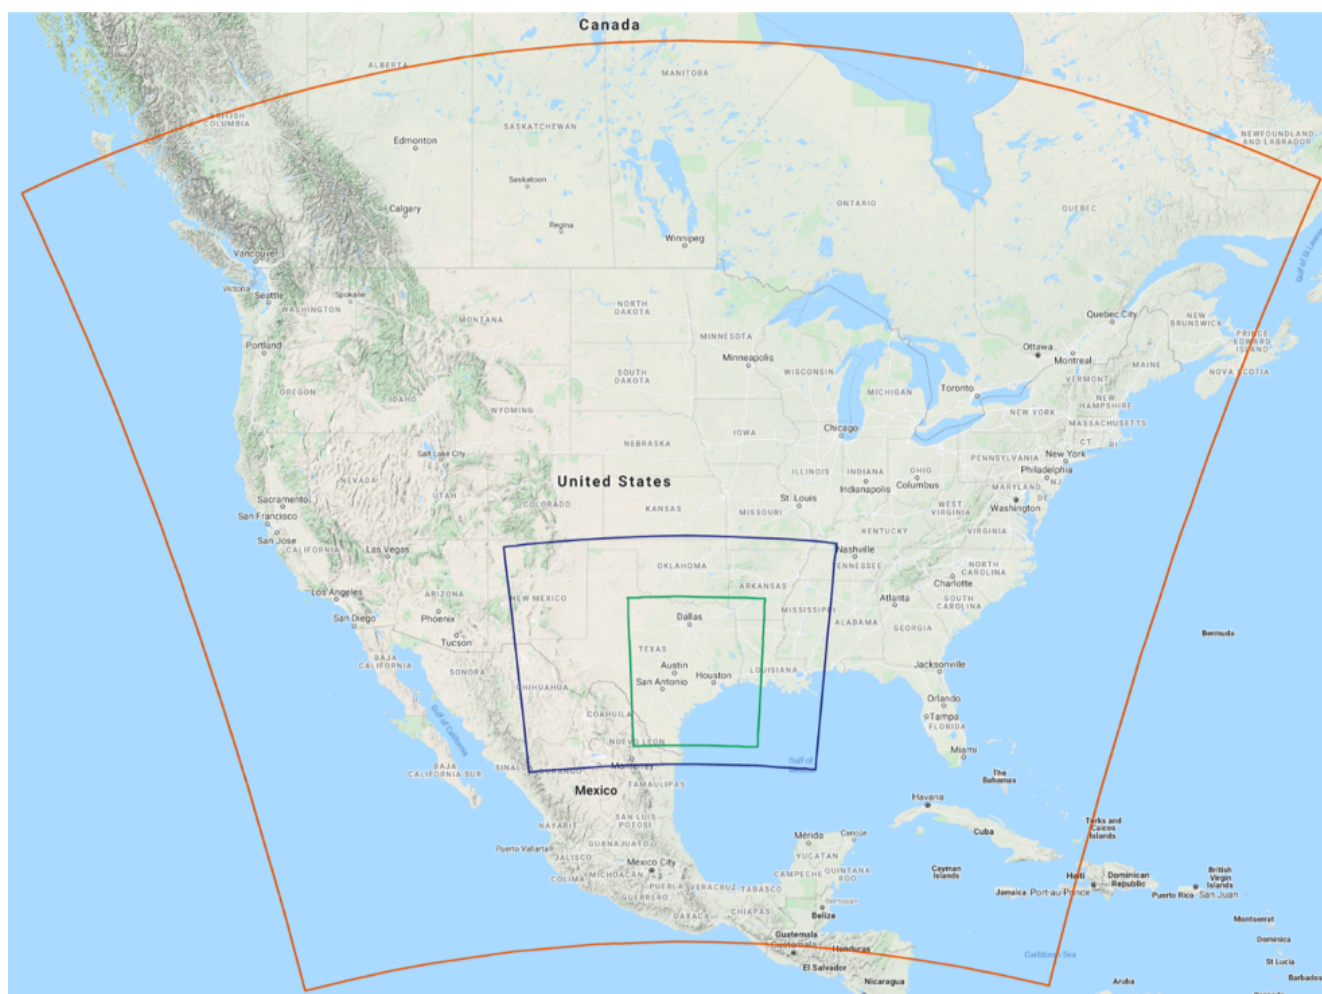 Canada
ALBERTA
MANITOBA
BRITISH
COLUMBIA
SASKATCHEWAN
NEWFOUNDLAND
AND LABRADOR
Edmonton
Saskatoon
Calgary
Regina
ONTARIO
QUEBEC
Winnipeg
Vancouver
Victoria
Seattle
Spokane
WASHINGTON
MONTANA
NORTH
DAKOTA
Quebec City
NEW
BRUNSWICK
PRINCE
EDWARD
ISLAND
Portland
MINNESOTA
Minneapolis
Ottawa
Montreal
MAINE
NOVA SCOTIA
OREGON
IDAHO
SOUTH
DAKOTA
WISCONSIN
MICHIGAN
Toronto
VERMONT
NEW
HAMPSHIRE
WYOMING
NEW YORK
MASSACHUSETTS
Chicago
IOWA
NEBRASKA
CT
RI
Salt Lake City
PENNSYLVANIA
New York
NEVADA
UTAH
United States
ILLINOIS
INDIANA
OHIO
Indianapolis
Columbus
Philadelphia
NJ
MARYLAND
DE
Sacramento
San Francisco
San Jose
CALIFORNIA
COLORADO
KANSAS
St. Louis
MISSOURI
WEST
VIRGINIA
Washington
KENTUCKY
VIRGINIA
Las Vegas
Nashville
TENNESSEE
OKLAHOMA
ARKANSAS
NORTH
CAROLINA
Charlotte
Los Angeles
ARIZONA
NEW MEXICO
San Diego
Phoenix
Dallas
MISSISSIPPI
Atlanta
SOUTH
CAROLINA
ALABAMA
GEORGIA
Bermuda
Tucson
TEXAS
BAJA
CALIFORNIA
SONORA
Austin
San Antonio
Houston
LOUISIANA
Jacksonville
CHIHUAHUA
Gulf of California
COAHUILA
Orlando
Tampa
FLORIDA
NUEVO LEON
Miami
BAJA
CALIFORNIA SUR
DURANGO
Monterrey
Gulf of
The
Bahamas
Mexico
TAMAULIPAS
Havana
NAYARIT
SAN LUIS
POTOSI
Cuba
Turks and
Caicos
Islands
Puerto Vallarta
JALISCO
GUANAJUATO
Mérida
Cancún
YUCATAN
COLIMA
MICHOACAN
Mexico City
CAMPECHE
QUINTANA
ROO
Cayman
Islands
Haiti
Dominican
Republic
British
Virgin
Islands
PUEBLA
VERACRUZ
TABASCO
GUERRERO
Jamaica
Port-au-Prince
Puerto Rico
San Juan
OAXACA
CHIAPAS
Belmopan
Belize
Montserrat
Guatemala
Guatemala
Honduras
Caribbean Sea
Dominica
El Salvador
St Lucia
Nicaragua
Aruba
Barbados